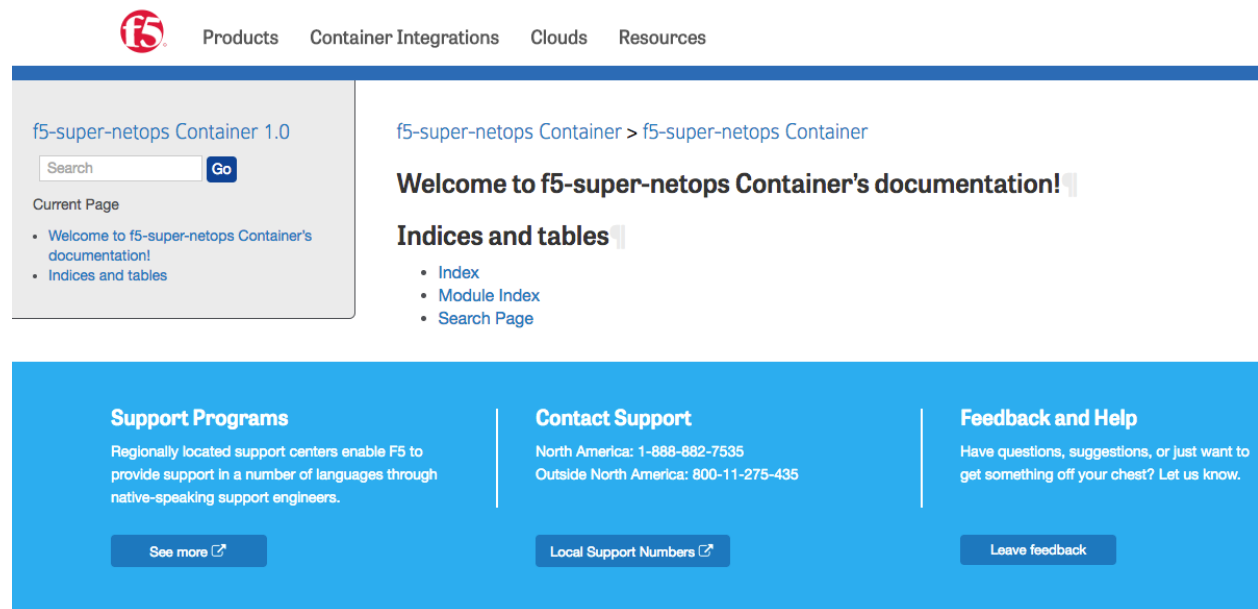 f5 Products Container Integrations Clouds Resources
f5-super-netops Container 1.0
Search Go
Current Page
• Welcome to f5-super-netops Container's
documentation!
• Indices and tables
f5-super-netops Container > f5-super-netops Container
Welcome to f5-super-netops Container's documentation!¶
Indices and tables¶
• Index
• Module Index
• Search Page
Support Programs
Regionally located support centers enable F5 to
provide support in a number of languages through
native-speaking support engineers.
See more
Contact Support
North America: 1-888-882-7535
Outside North America: 800-11-275-435
Local Support Numbers
Feedback and Help
Have questions, suggestions, or just want to
get something off your chest? Let us know.
Leave feedback